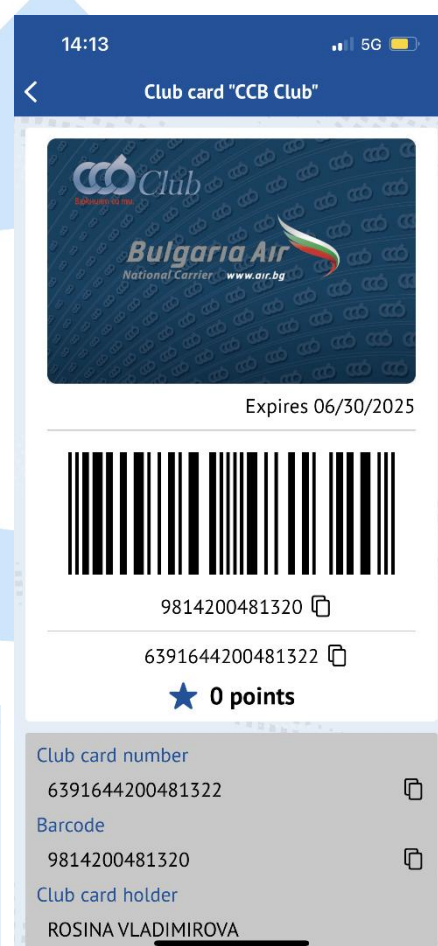 14:13
5G
Club card "CCB Club"
ccб Club
Bulgaria Air
National Carrier www.air.bg
Expires 06/30/2025
9814200481320
6391644200481322
0 points
Club card number
6391644200481322
Barcode
9814200481320
Club card holder
ROSINA VLADIMIROVA